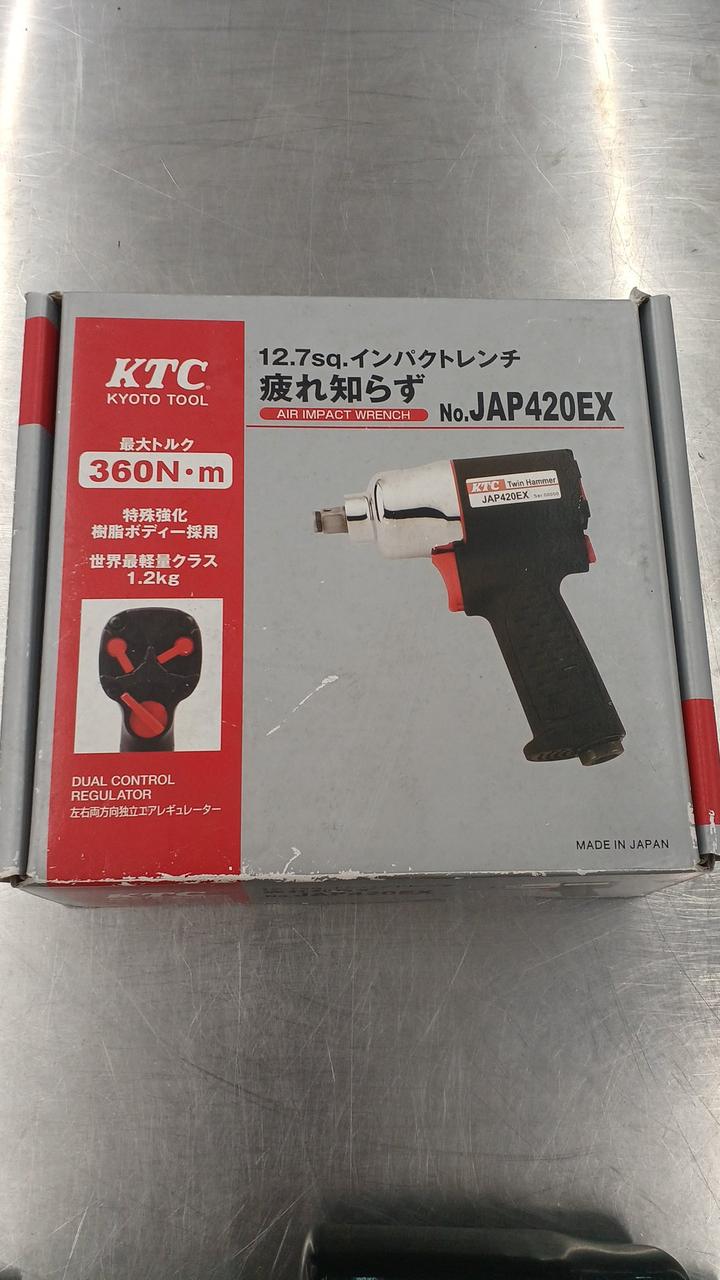 KTC
KYOTO TOOL
最大トルク
360N・m
特殊強化
樹脂ボディー採用
世界最軽量クラス
1.2kg
DUAL CONTROL
REGULATOR
左右両方向独立エアレギュレーター
12.7sq.インパクトレンチ
疲れ知らず
AIR IMPACT WRENCH
No.JAP420EX
KTC Twin Hammer
JAP420EX
MADE IN JAPAN
No.JAP420EX